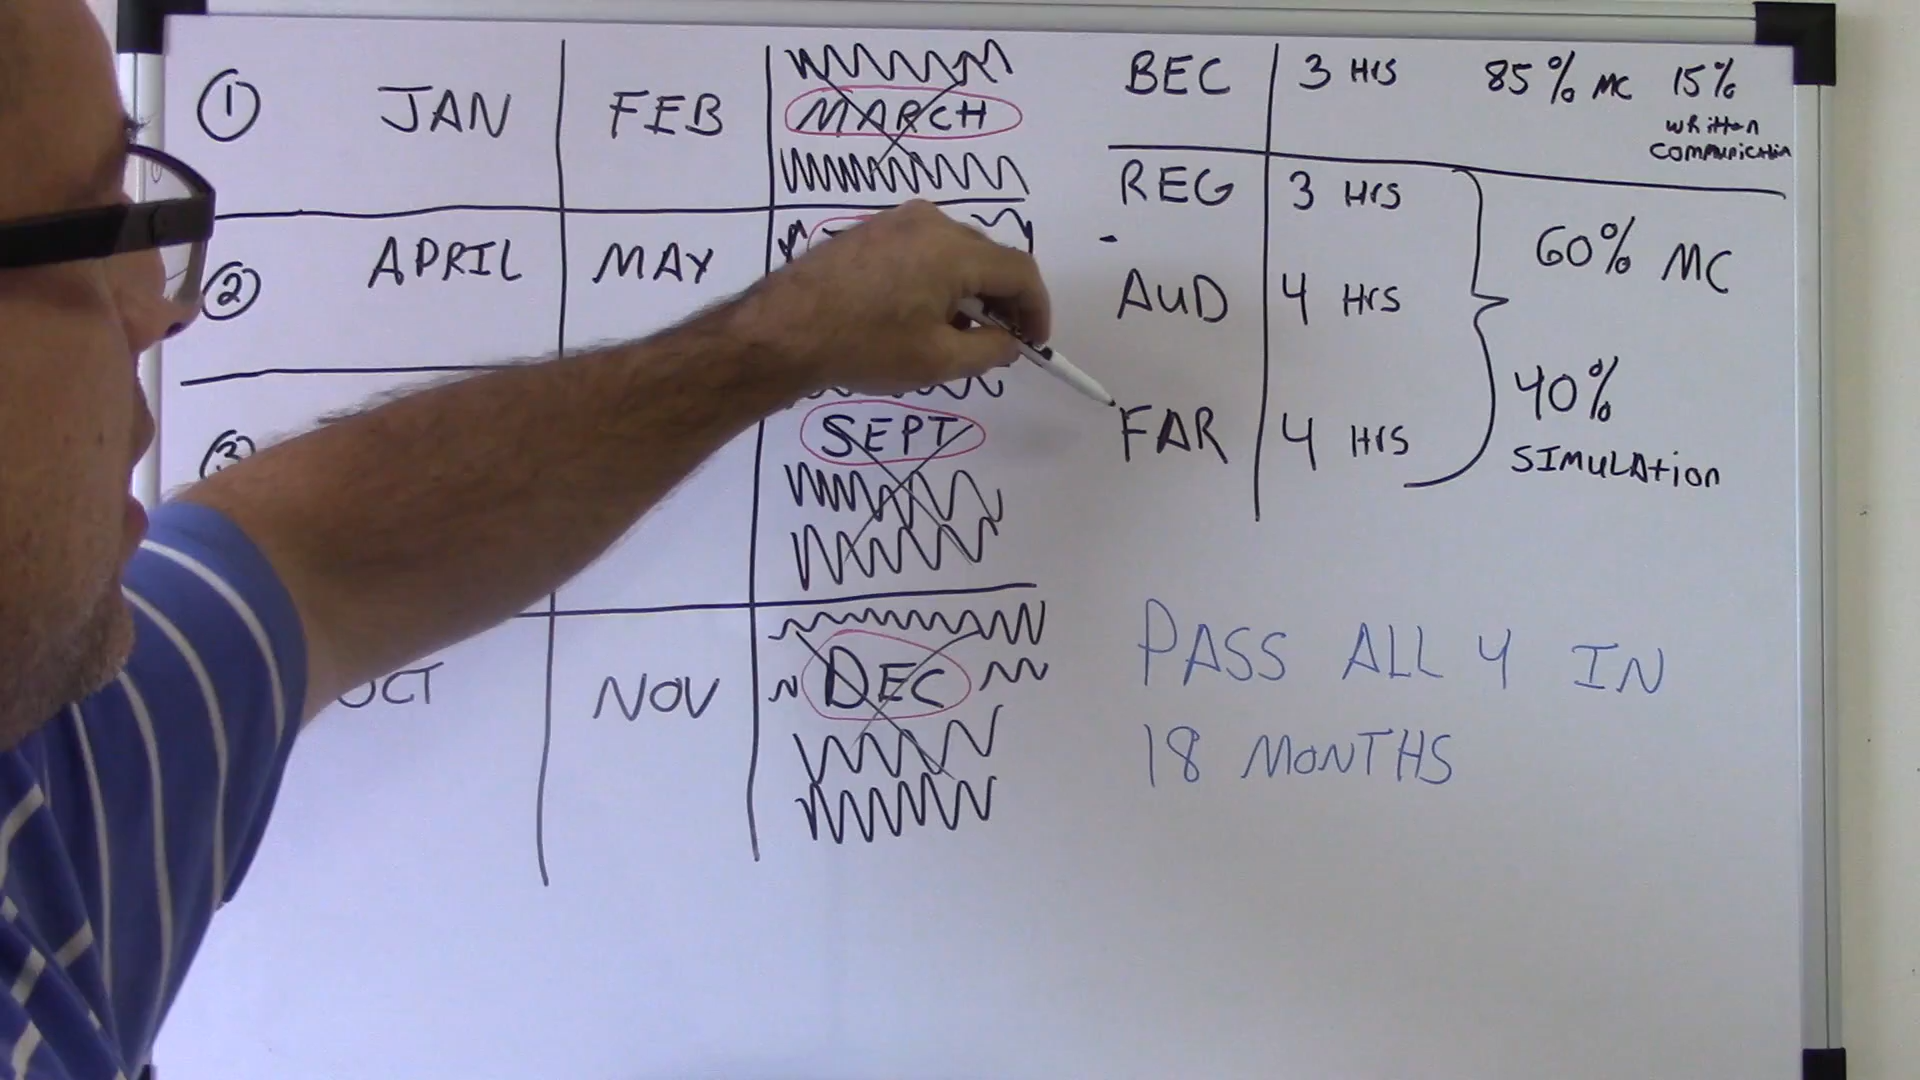 ① JAN FEB MARCH
② APRIL MAY
③ SEPT
OCT NOV DEC
BEC 3 Hrs 85% MC 15%
written
communication
REG 3 Hrs
AUD 4 Hrs
FAR 4 Hrs
60% MC
40%
SIMULAtion
PASS ALL 4 IN
18 MONTHS